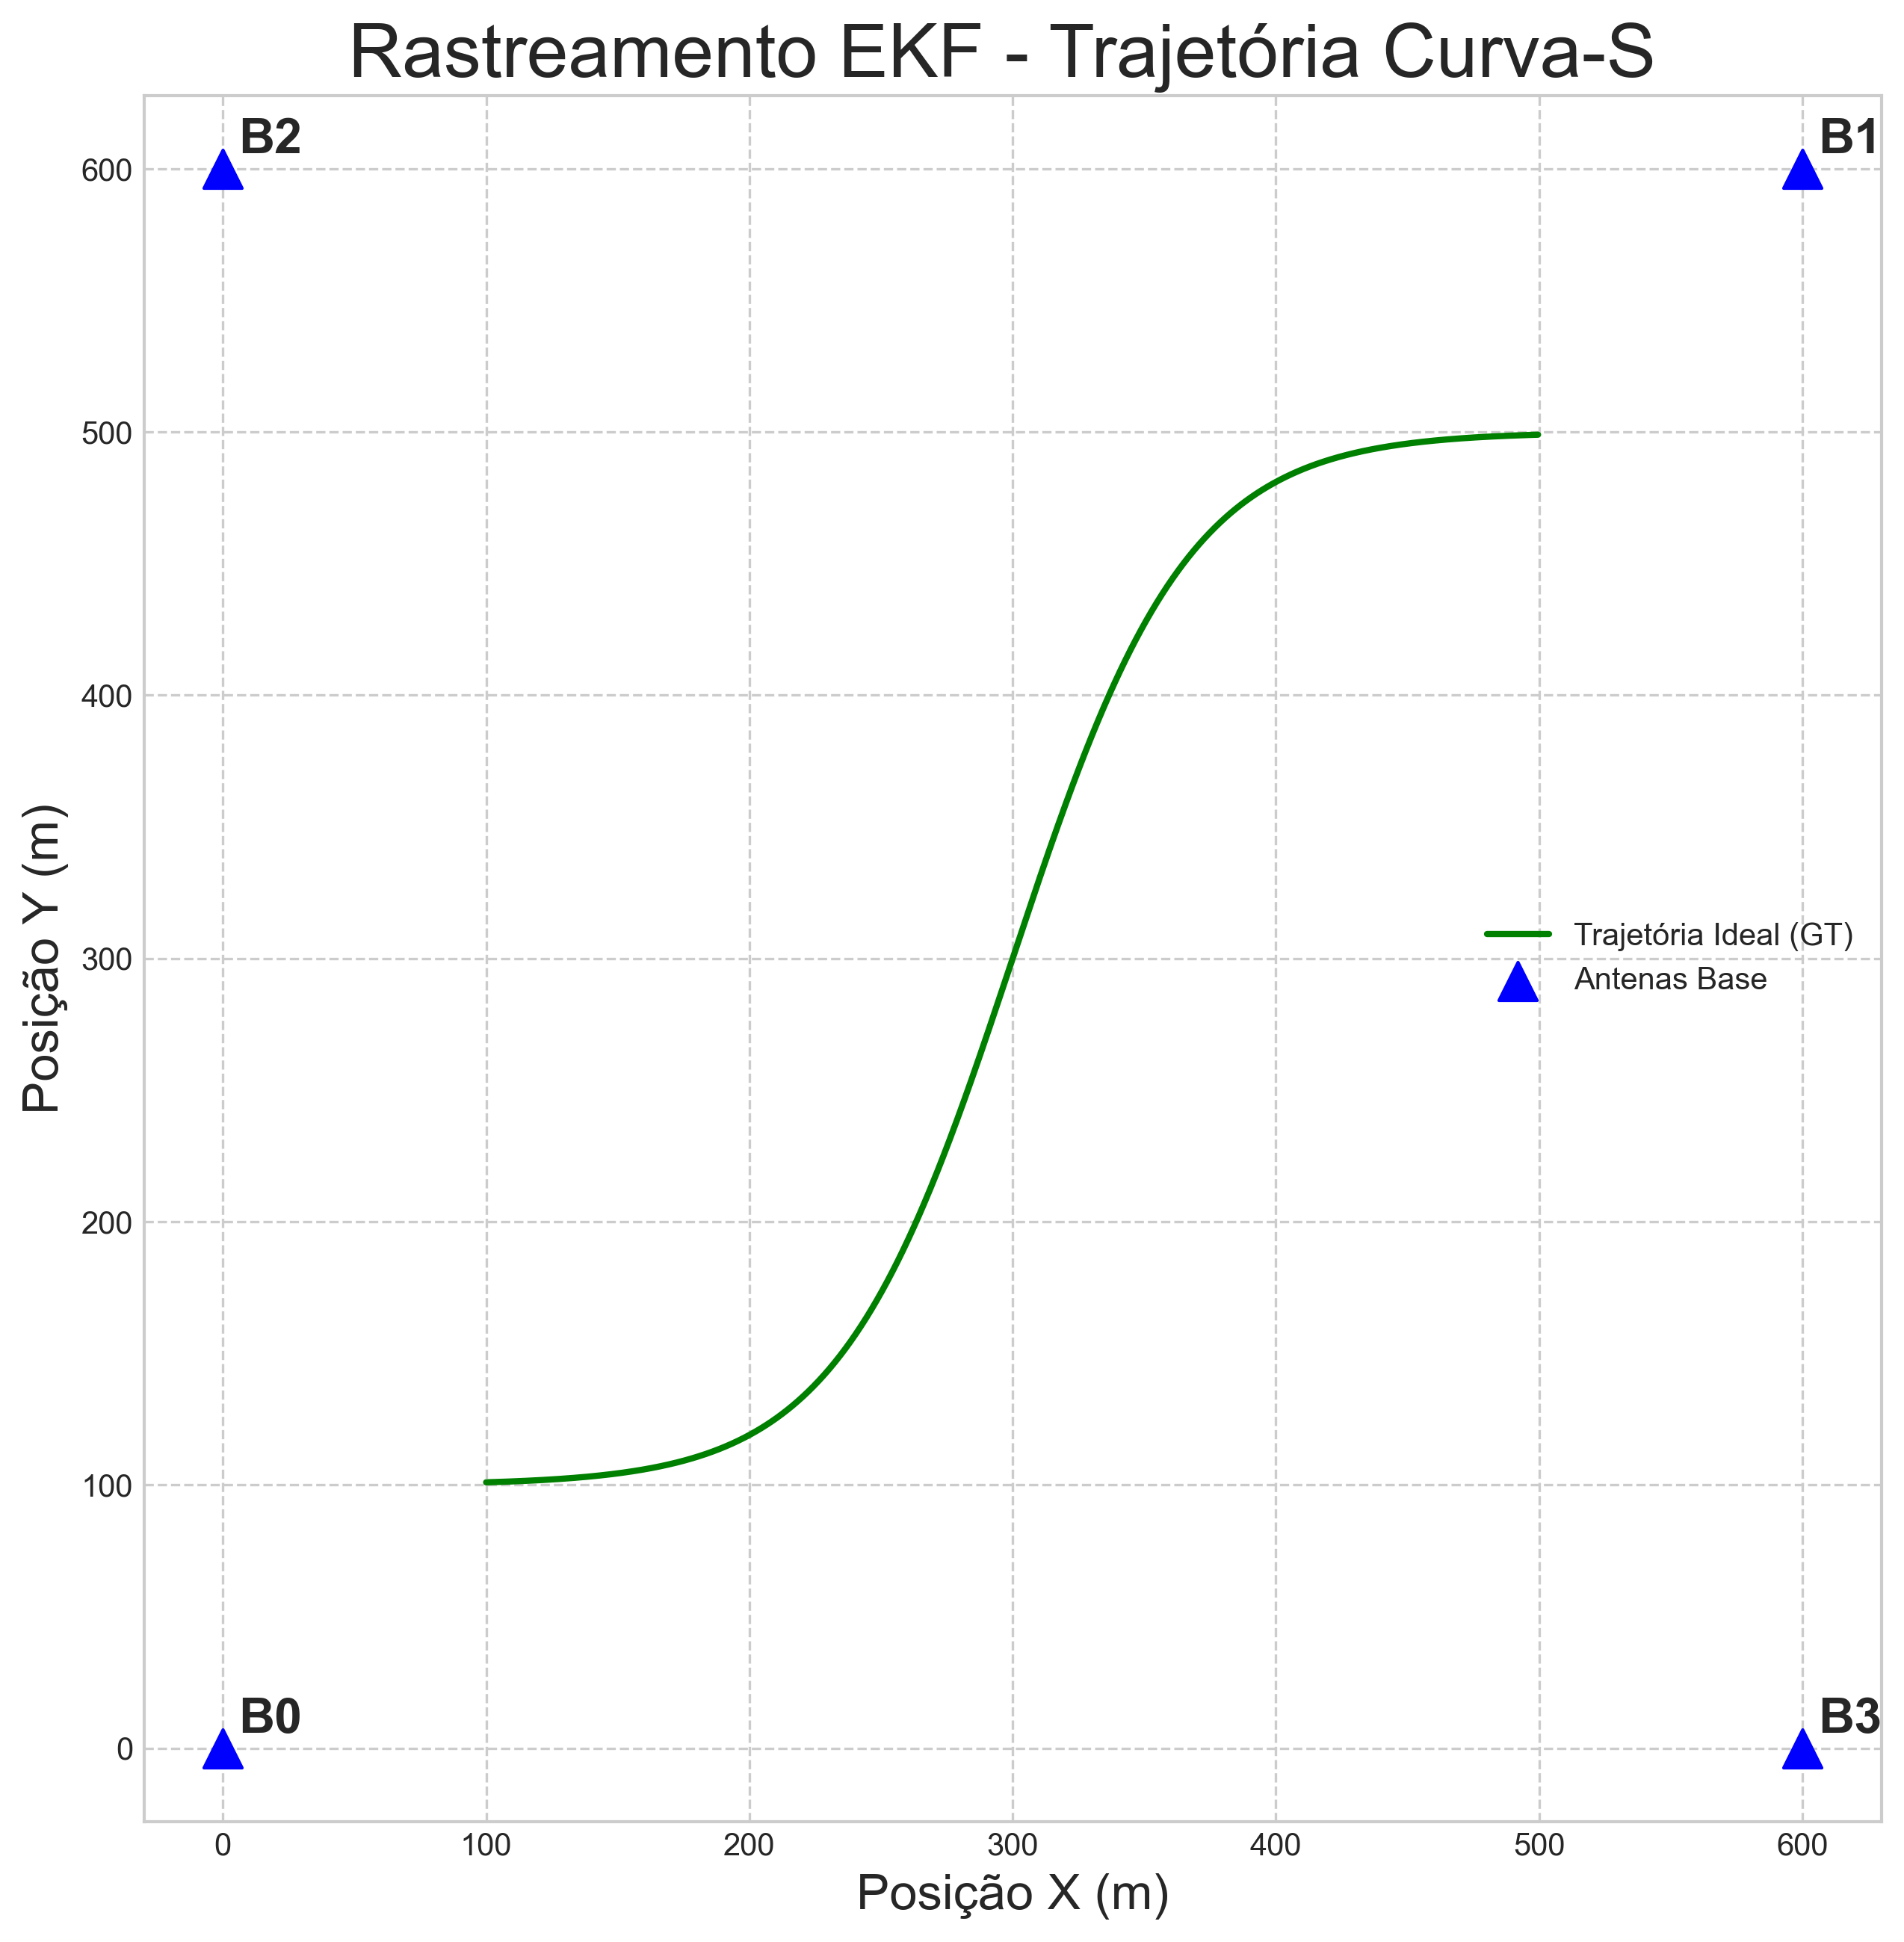 Rastreamento EKF - Trajetória Curva-S
B2
B1
600
500
400
300
200
100
0
Posição Y (m)
Trajetória Ideal (GT)
Antenas Base
B0
B3
0
100
200
300
400
500
600
Posição X (m)